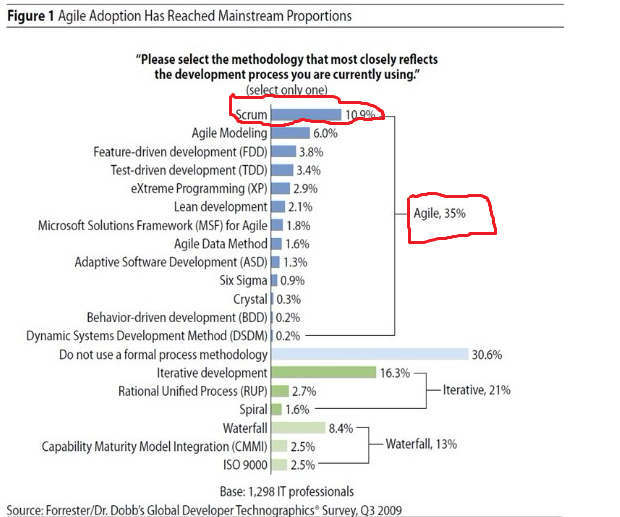 Figure 1 Agile Adoption Has Reached Mainstream Proportions
“Please select the methodology that most closely reflects
the development process you are currently using.”
(select only one)
Scrum 10.9%
Agile Modeling 6.0%
Feature-driven development (FDD) 3.8%
Test-driven development (TDD) 3.4%
eXtreme Programming (XP) 2.9%
Lean development 2.1%
Microsoft Solutions Framework (MSF) for Agile 1.8%
Agile Data Method 1.6%
Adaptive Software Development (ASD) 1.3%
Six Sigma 0.9%
Crystal 0.3%
Behavior-driven development (BDD) 0.2%
Dynamic Systems Development Method (DSDM) 0.2%
Agile, 35%
Do not use a formal process methodology 30.6%
Iterative development 16.3%
Rational Unified Process (RUP) 2.7%
Spiral 1.6%
Iterative, 21%
Waterfall 8.4%
Capability Maturity Model Integration (CMMI) 2.5%
ISO 9000 2.5%
Waterfall, 13%
Base: 1,298 IT professionals
Source: Forrester/Dr. Dobb’s Global Developer Technographics® Survey, Q3 2009